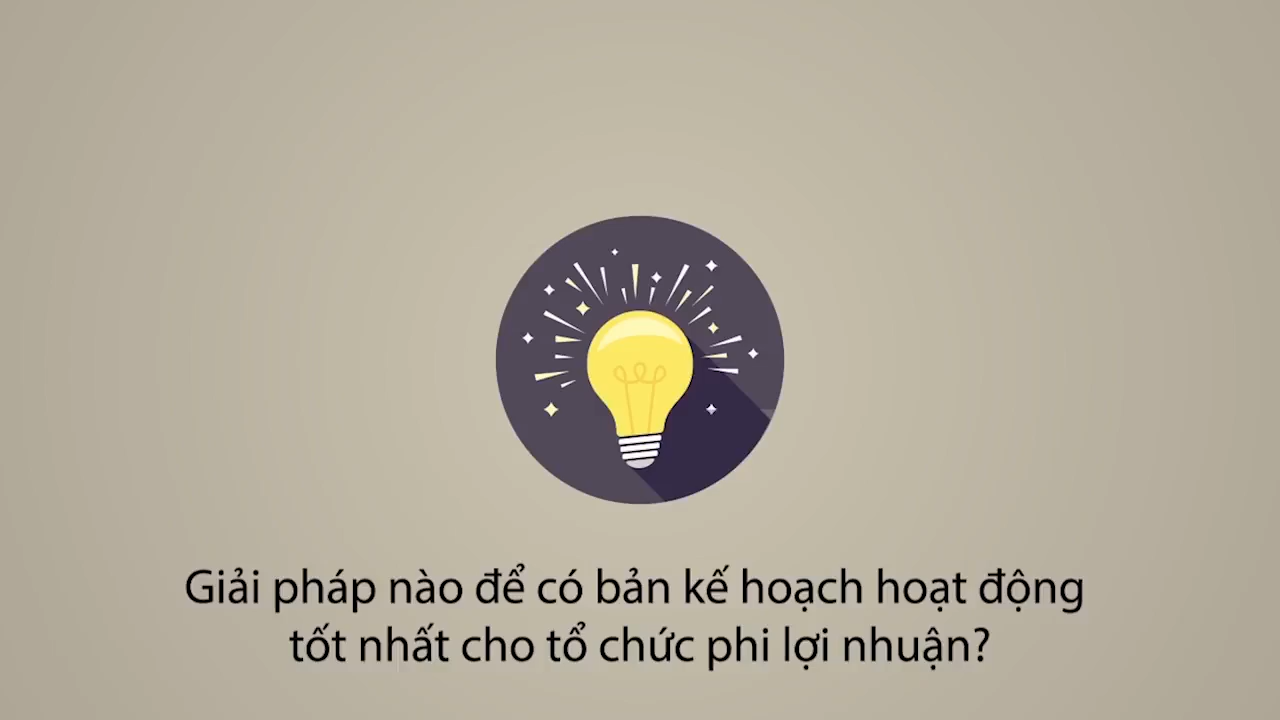 Giải pháp nào để có bản kế hoạch hoạt động
tốt nhất cho tổ chức phi lợi nhuận?